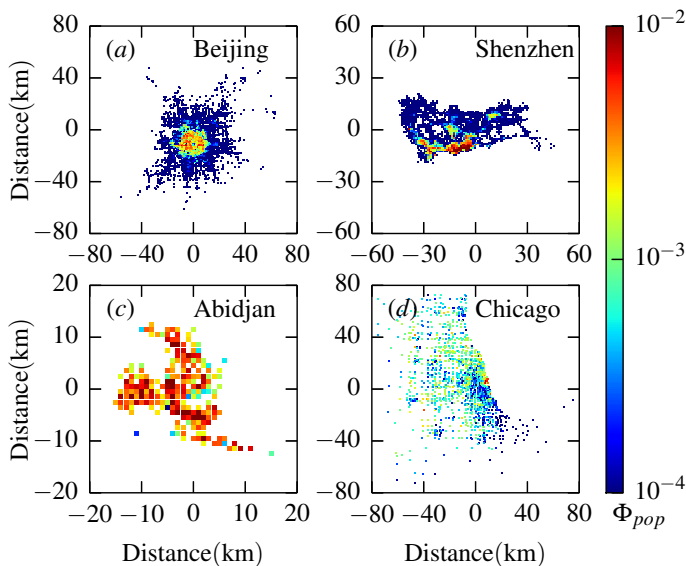 80
40
0
−40
80
−80 −40 0 40 80
Distance(km)
(a) Beijing
60
30
0
−30
−60
−60 −30 0 30 60
(b) Shenzhen
20
10
0
−10
−20
−20 −10 0 10 20
Distance(km)
Distance(km)
(c) Abidjan
80
40
0
−40
80
−80 −40 0 40 80
Distance(km)
(d) Chicago
10−2
10−3
10−4
Φpop